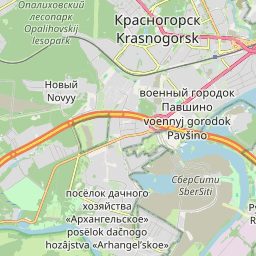 Опалиховский
лесопарк
Opalihovskij
lesopark
Красногорск
Krasnogorsk
Новый
Novyy
военный городок
Павшино
voennyj gorodok
Pavšino
СберСити
SberSiti
посёлок дачного
хозяйства
«Архангельское»
posëlok dačnogo
hozâjstva «Arhangel’skoe»